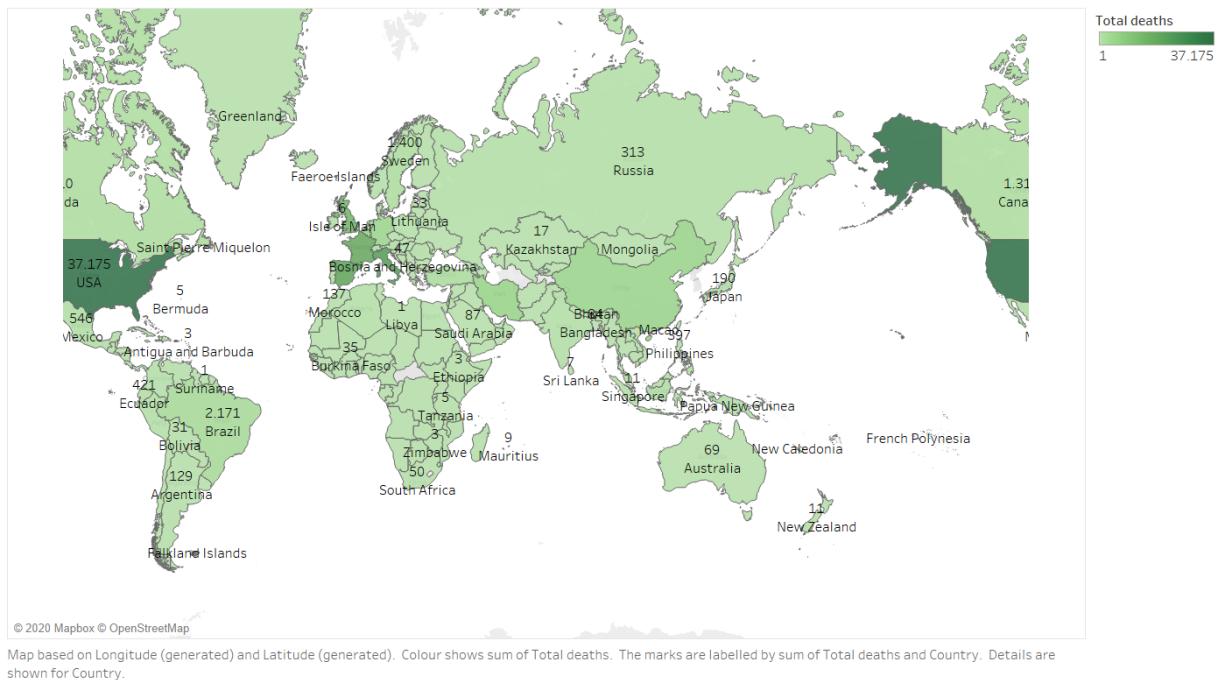 Total deaths
1 37.175
Greenland
1.400
Sweden
313
Russia
Faeroe Islands
6
Isle of Man
33
Lithuania
10
da
1.31
Cana
Saint Pierre Miquelon
47
Bosnia and Herzegovina
17
Kazakhstan
Mongolia
37.175
USA
5
Bermuda
137
Morocco
1
Libya
87
Saudi Arabia
190
Japan
546
Mexico
3
Antigua and Barbuda
35
Burkina Faso
3
Ethiopia
Bhutan
84
Bangladesh
Macao
397
Philippines
1
Suriname
421
Ecuador
7
Sri Lanka
11
Singapore
Papua New Guinea
2.171
Brazil
5
Tanzania
31
Bolivia
3
Zimbabwe
9
Mauritius
69
Australia
New Caledonia
French Polynesia
129
Argentina
50
South Africa
11
New Zealand
Falkland Islands
© 2020 Mapbox © OpenStreetMap
Map based on Longitude (generated) and Latitude (generated). Colour shows sum of Total deaths. The marks are labelled by sum of Total deaths and Country. Details are
shown for Country.